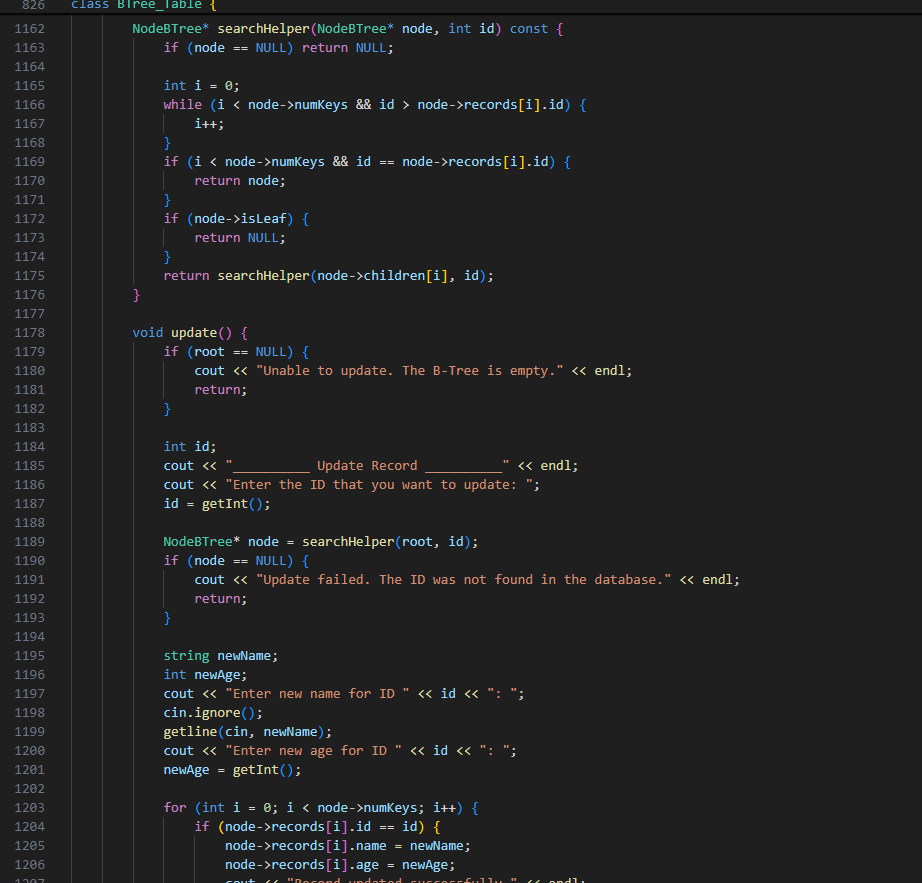 826 class BTree_Table {
1162 NodeBTree* searchHelper(NodeBTree* node, int id) const {
1163 if (node == NULL) return NULL;
1164
1165 int i = 0;
1166 while (i < node->numKeys && id > node->records[i].id) {
1167 i++;
1168 }
1169 if (i < node->numKeys && id == node->records[i].id) {
1170 return node;
1171 }
1172 if (node->isLeaf) {
1173 return NULL;
1174 }
1175 return searchHelper(node->children[i], id);
1176 }
1177
1178 void update() {
1179 if (root == NULL) {
1180 cout << "Unable to update. The B-Tree is empty." << endl;
1181 return;
1182 }
1183
1184 int id;
1185 cout << "__________ Update Record __________" << endl;
1186 cout << "Enter the ID that you want to update: ";
1187 id = getInt();
1188
1189 NodeBTree* node = searchHelper(root, id);
1190 if (node == NULL) {
1191 cout << "Update failed. The ID was not found in the database." << endl;
1192 return;
1193 }
1194
1195 string newName;
1196 int newAge;
1197 cout << "Enter new name for ID " << id << ": ";
1198 cin.ignore();
1199 getline(cin, newName);
1200 cout << "Enter new age for ID " << id << ": ";
1201 newAge = getInt();
1202
1203 for (int i = 0; i < node->numKeys; i++) {
1204 if (node->records[i].id == id) {
1205 node->records[i].name = newName;
1206 node->records[i].age = newAge;
1207 cout << "Record updated successfully." << endl;